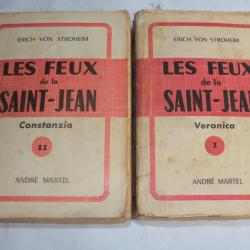 ERICH VON STROHEIM
LES FEUX
de la
SAINT-JEAN
Constanzia
II
ANDRÉ MARTEL
ERICH VON STROHEIM
LES FEUX
de la
SAINT-JEAN
Veronica
I
ANDRÉ MARTEL